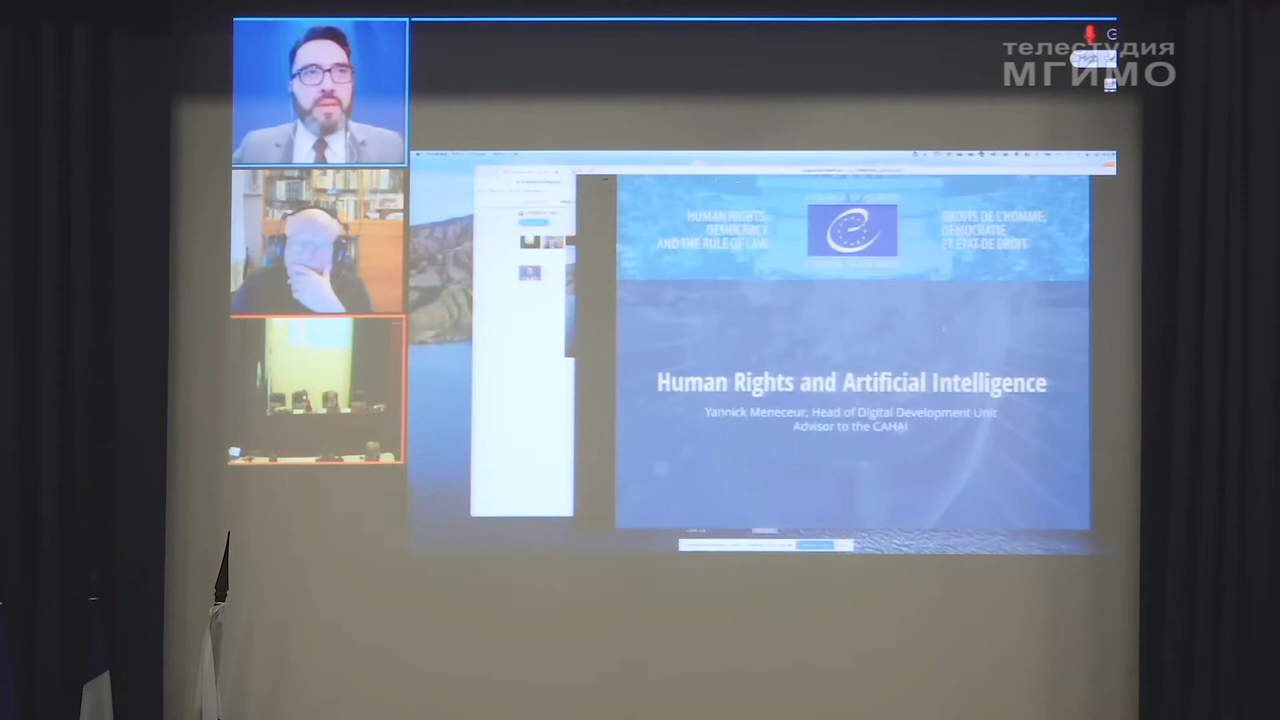 телестудия
МГИМО
High
HUMAN RIGHTS,
DEMOCRACY
AND THE RULE OF LAW
DROITS DE L'HOMME,
DÉMOCRATIE
ET ÉTAT DE DROIT
Human Rights and Artificial Intelligence
Yannick Meneceur, Head of Digital Development Unit
Advisor to the CAHAI